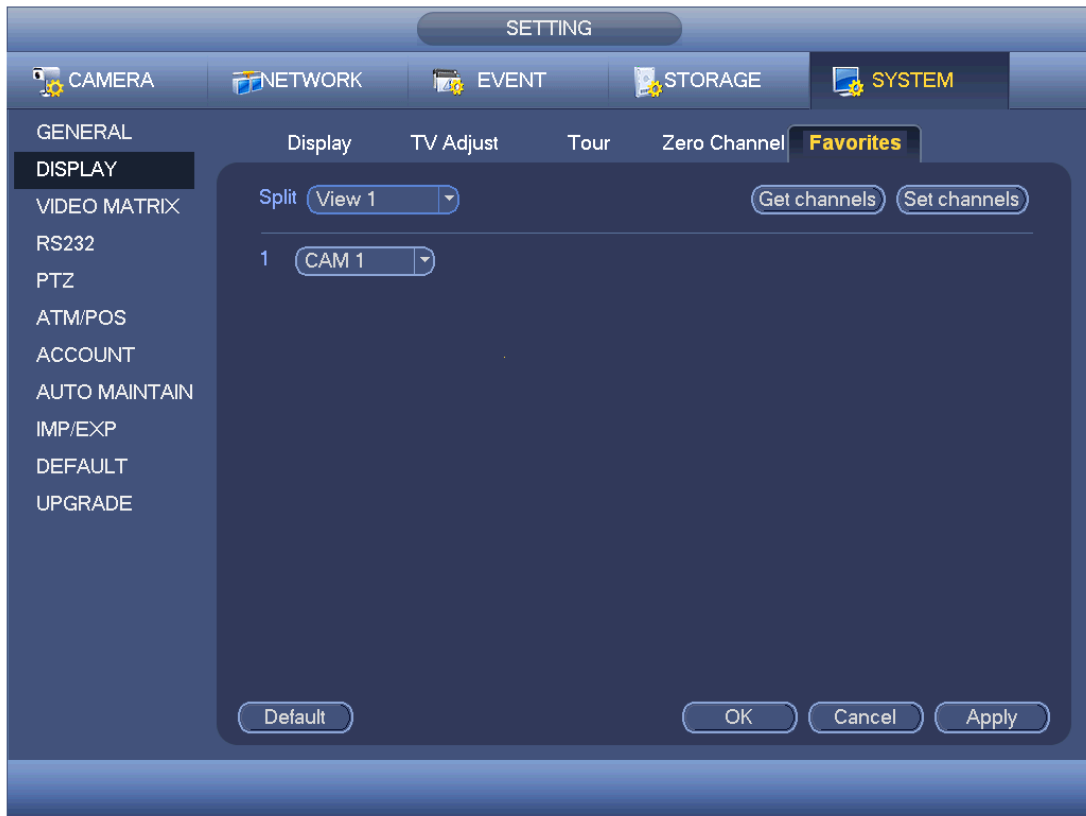 SETTING
CAMERA NETWORK EVENT STORAGE SYSTEM
GENERAL
DISPLAY
VIDEO MATRIX
RS232
PTZ
ATM/POS
ACCOUNT
AUTO MAINTAIN
IMP/EXP
DEFAULT
UPGRADE
Display TV Adjust Tour Zero Channel Favorites
Split View 1 Get channels Set channels
1 CAM 1
Default OK Cancel Apply